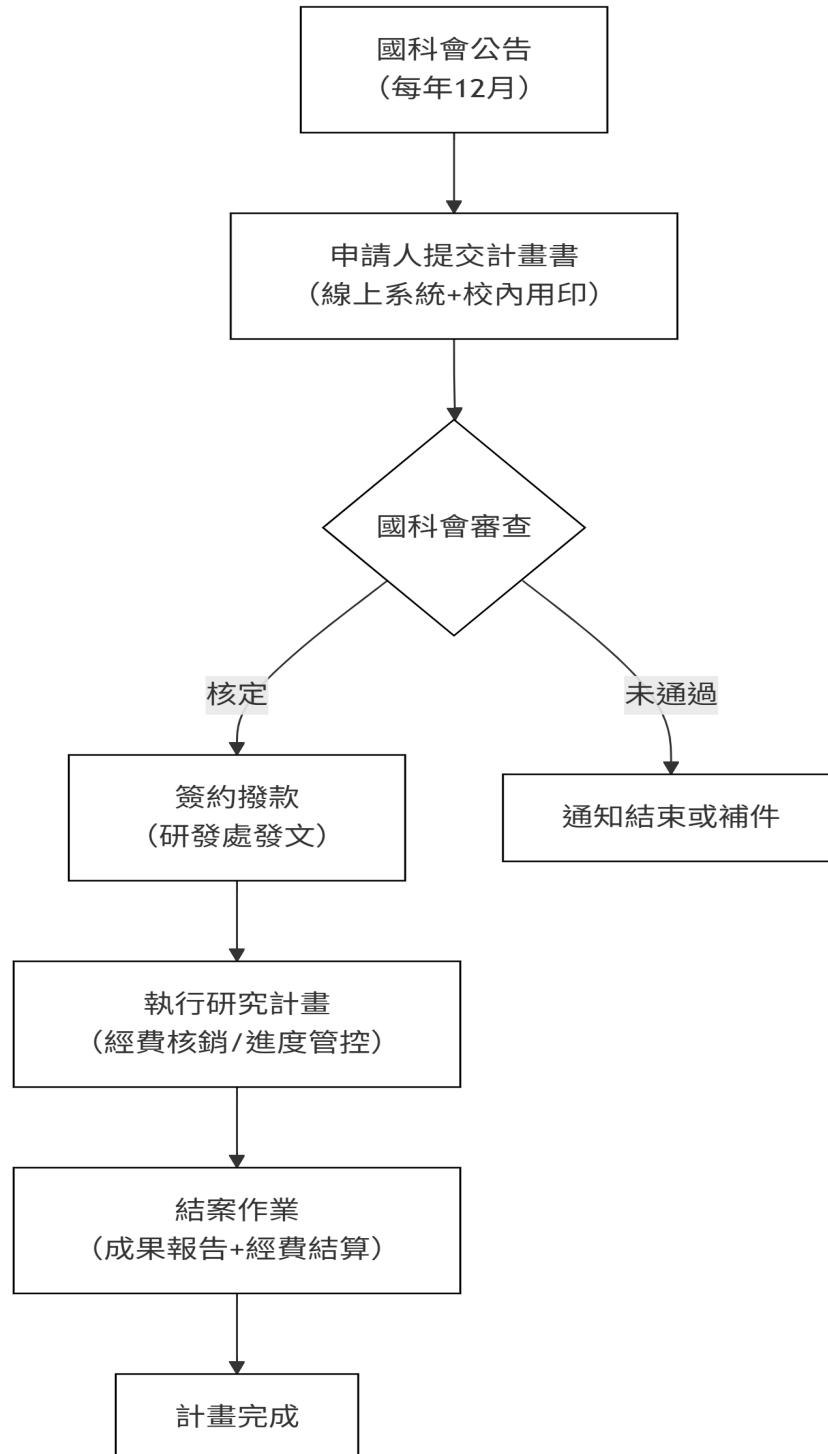 國科會公告
（每年12月）
申請人提交計畫書
（線上系統+校內用印）
國科會審查
核定
未通過
簽約撥款
（研發處發文）
通知結束或補件
執行研究計畫
（經費核銷/進度管控）
結案作業
（成果報告+經費結算）
計畫完成